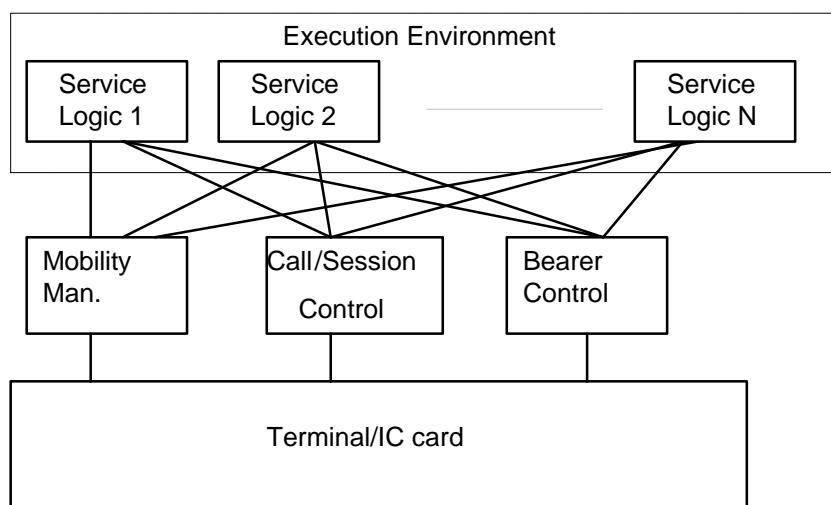 Execution Environment
Service
Logic 1
Service
Logic 2
Service
Logic N
Mobility
Man.
Call/Session
Control
Bearer
Control
Terminal/IC card